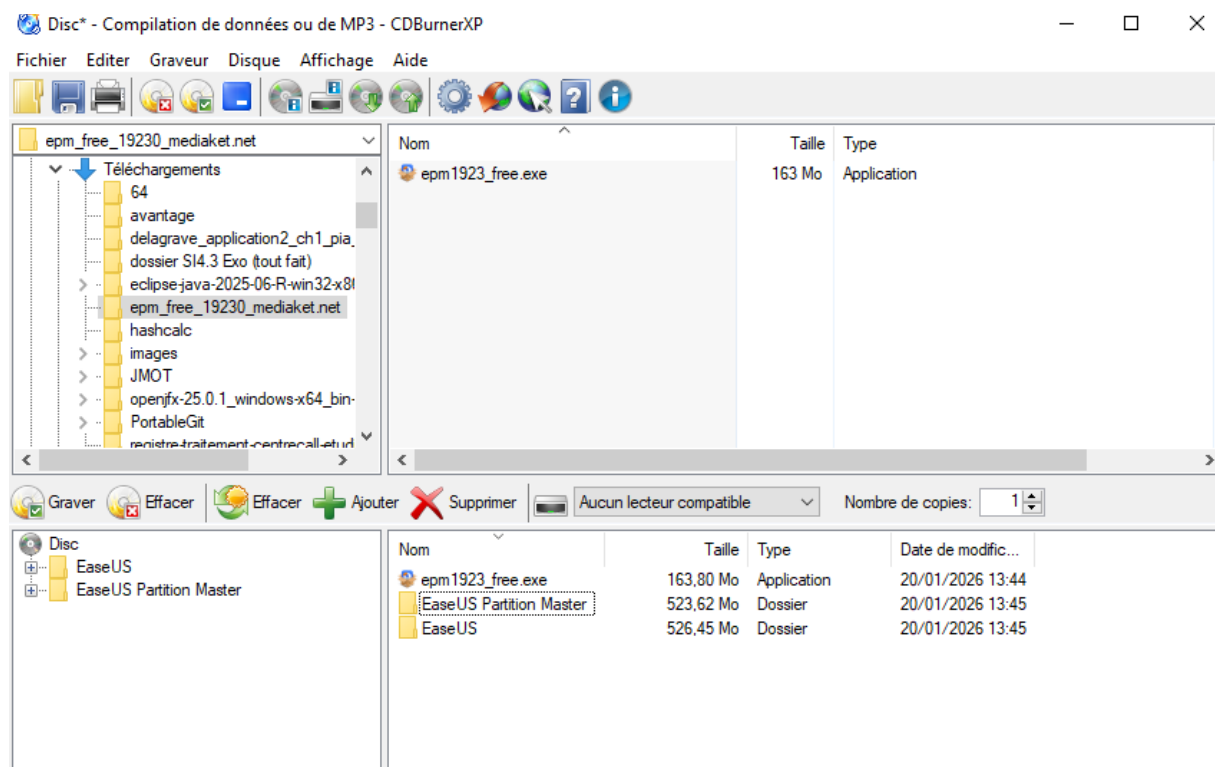 Disc* - Compilation de données ou de MP3 - CDBurnerXP
Fichier Editer Graveur Disque Affichage Aide
epm_free_19230_mediaket.net
Téléchargements
64
avantage
delagrave_application2_ch1_pia_
dossier SI4.3 Exo (tout fait)
eclipse-java-2025-06-R-win32-x8
epm_free_19230_mediaket.net
hashcalc
images
JMOT
openjfx-25.0.1_windows-x64_bin-
PortableGit
registre-traitement-centrecall-etud
Nom Taille Type
epm1923_free.exe 163 Mo Application
Graver Effacer Effacer Ajouter Supprimer Aucun lecteur compatible Nombre de copies: 1
Disc
EaseUS
EaseUS Partition Master
Nom Taille Type Date de modific...
epm1923_free.exe 163,80 Mo Application 20/01/2026 13:44
EaseUS Partition Master 523,62 Mo Dossier 20/01/2026 13:45
EaseUS 526,45 Mo Dossier 20/01/2026 13:45